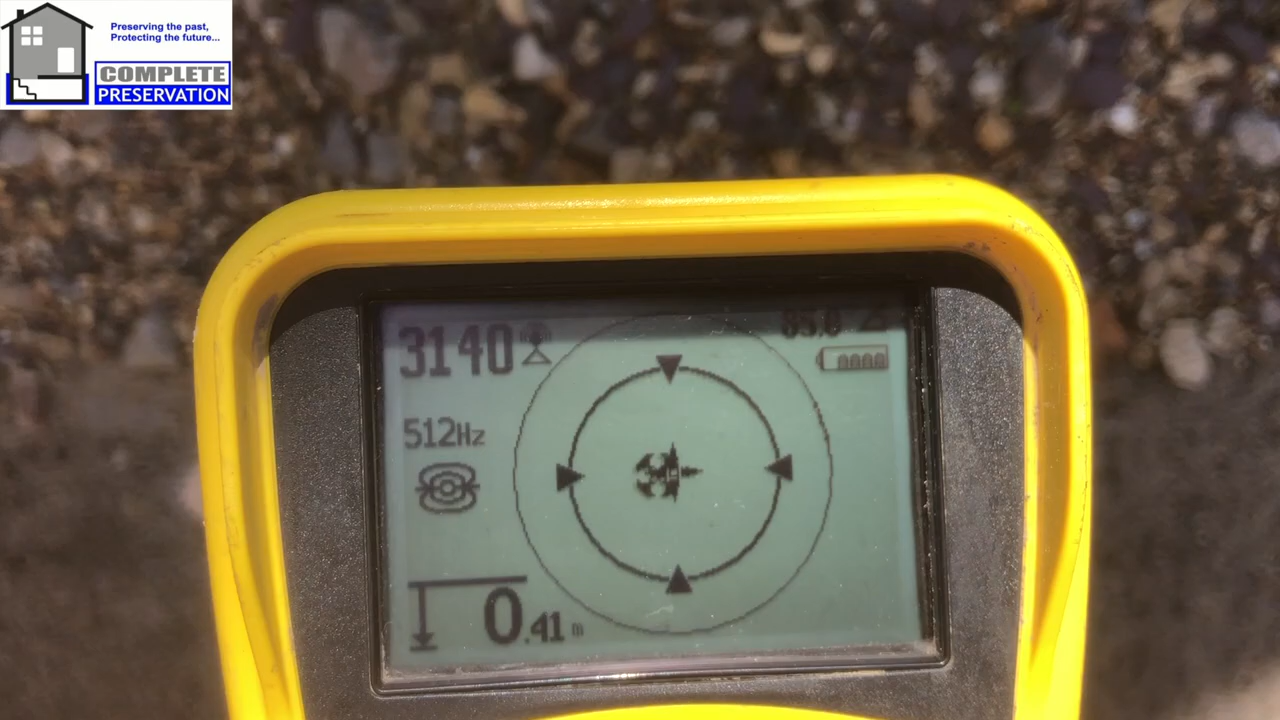 Preserving the past,
Protecting the future...
COMPLETE
PRESERVATION
3140
512Hz
0.41 m